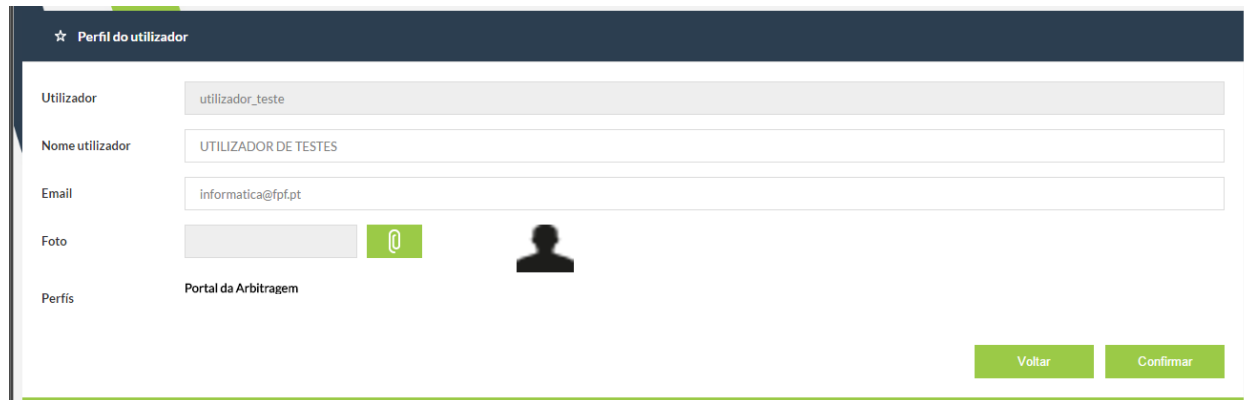 Perfil do utilizador
Utilizador utilizador_teste
Nome utilizador UTILIZADOR DE TESTES
Email informatica@fpf.pt
Foto
Perfís Portal da Arbitragem
Voltar Confirmar